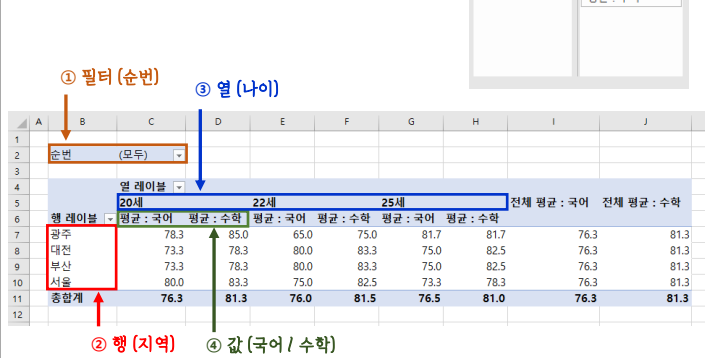 ① 필터 (순번)
③ 열 (나이)
A B C D E F G H I J
1
2 순번 (모두)
3
4 열 레이블
5 20세 22세 25세 전체 평균 : 국어 전체 평균 : 수학
6 행 레이블 평균 : 국어 평균 : 수학 평균 : 국어 평균 : 수학 평균 : 국어 평균 : 수학
7 광주 78.3 85.0 65.0 75.0 81.7 81.7 76.3 81.3
8 대전 73.3 78.3 80.0 83.3 75.0 82.5 76.3 81.3
9 부산 73.3 78.3 80.0 83.3 75.0 82.5 76.3 81.3
10 서울 80.0 83.3 75.0 82.5 73.3 78.3 76.3 81.3
11 총합계 76.3 81.3 76.0 81.5 76.5 81.0 76.3 81.3
12
② 행 (지역)
④ 값 (국어 / 수학)